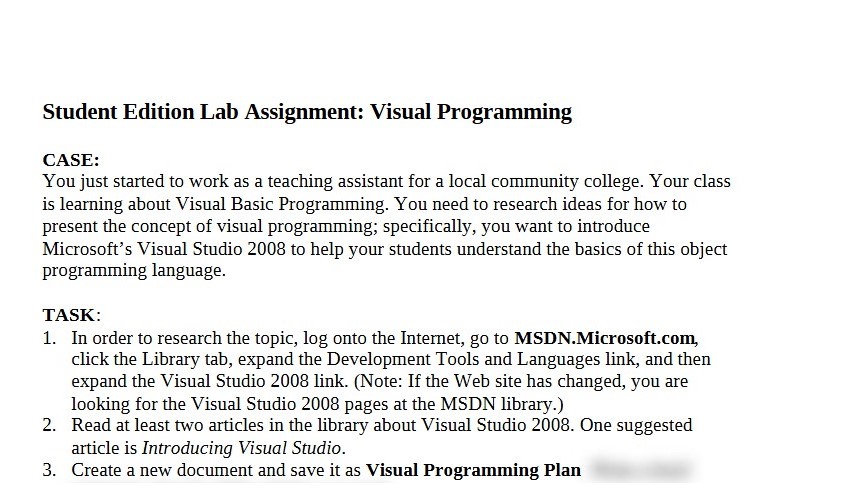 Student Edition Lab Assignment: Visual Programming
CASE:
You just started to work as a teaching assistant for a local community college. Your class
is learning about Visual Basic Programming. You need to research ideas for how to
present the concept of visual programming; specifically, you want to introduce
Microsoft’s Visual Studio 2008 to help your students understand the basics of this object
programming language.
TASK:
1. In order to research the topic, log onto the Internet, go to MSDN.Microsoft.com,
click the Library tab, expand the Development Tools and Languages link, and then
expand the Visual Studio 2008 link. (Note: If the Web site has changed, you are
looking for the Visual Studio 2008 pages at the MSDN library.)
2. Read at least two articles in the library about Visual Studio 2008. One suggested
article is Introducing Visual Studio.
3. Create a new document and save it as Visual Programming Plan